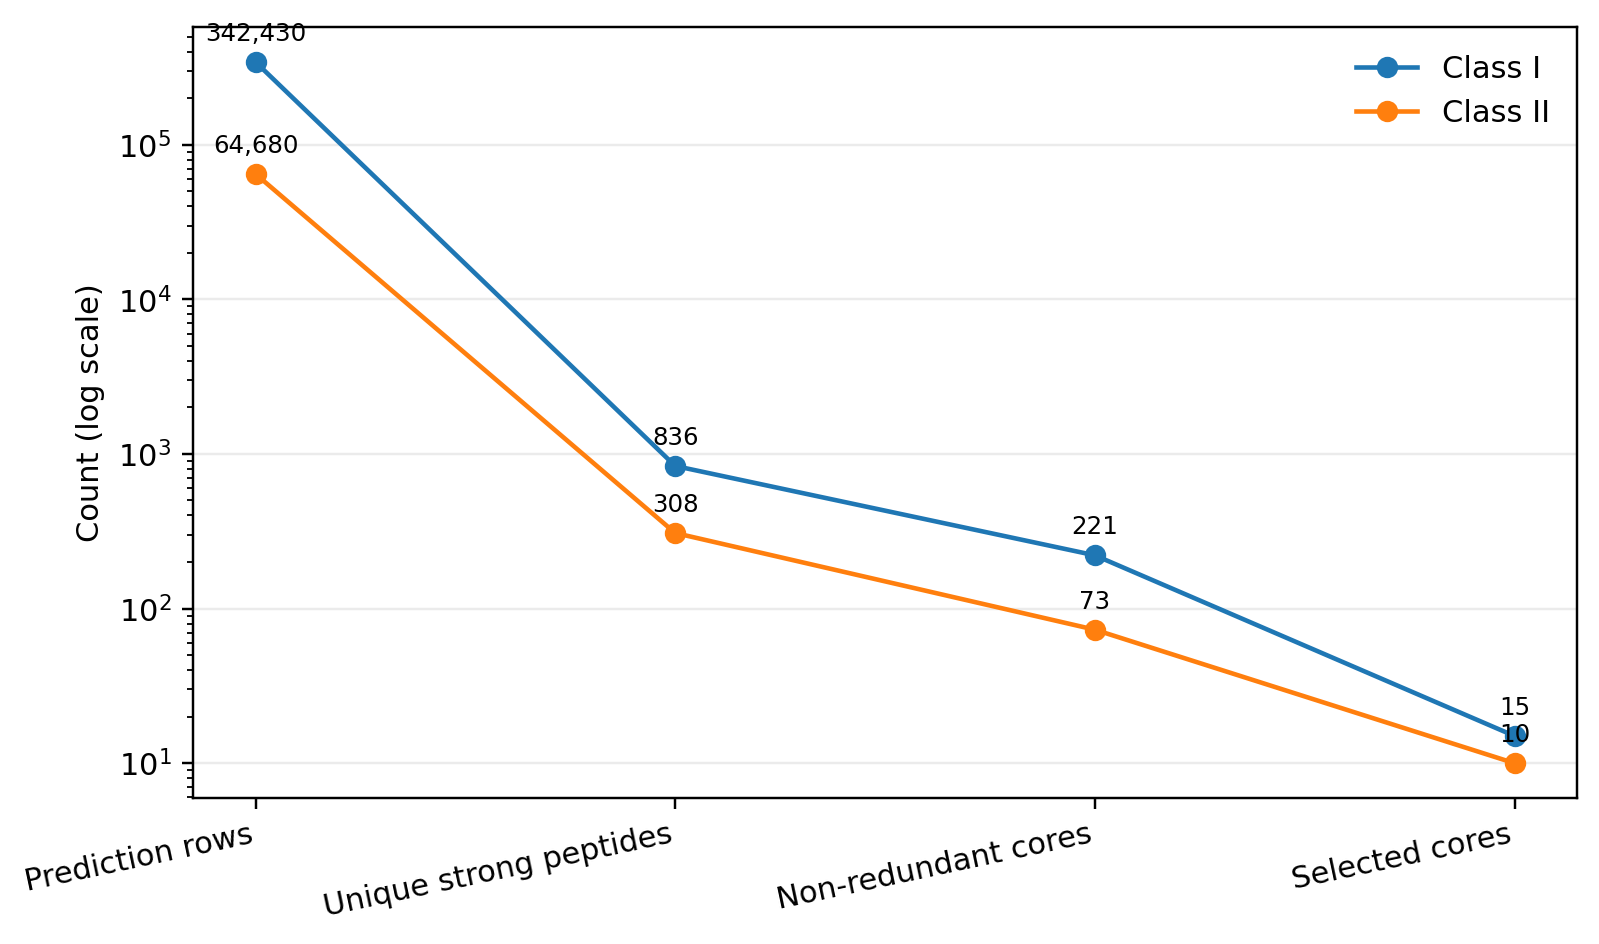 342,430
64,680
836
308
221
73
15
10
Class I
Class II
10⁵
10⁴
10³
10²
10¹
Count (log scale)
Prediction rows
Unique strong peptides
Non-redundant cores
Selected cores